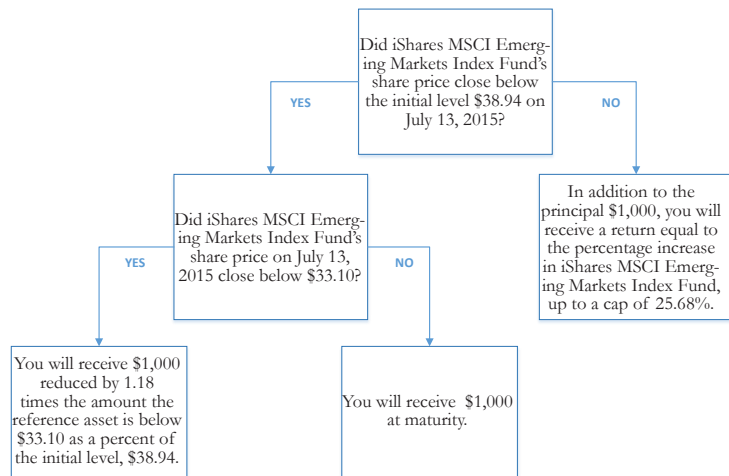 Did iShares MSCI Emerg-
ing Markets Index Fund's
share price close below
the initial level $38.94 on
July 13, 2015?
YES
NO
Did iShares MSCI Emerg-
ing Markets Index Fund's
share price on July 13,
2015 close below $33.10?
In addition to the
principal $1,000, you will
receive a return equal to
the percentage increase
in iShares MSCI Emerg-
ing Markets Index Fund,
up to a cap of 25.68%.
YES
NO
You will receive $1,000
reduced by 1.18
times the amount the
reference asset is below
$33.10 as a percent of
the initial level, $38.94.
You will receive $1,000
at maturity.